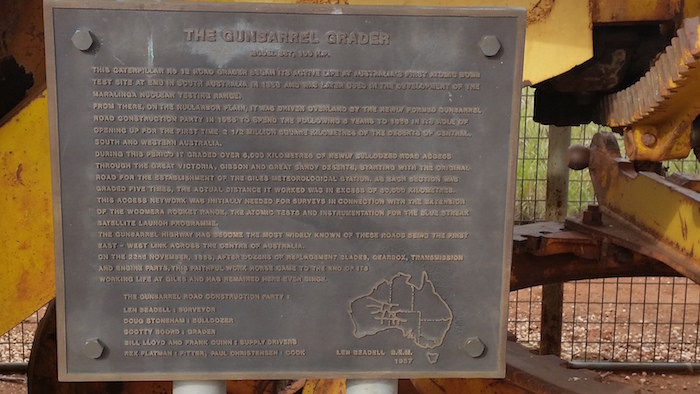 THE GUNBARREL GRADER
THIS CATERPILLAR No 12 ROAD GRADER BEGAN ITS ACTIVE LIFE AT AUSTRALIA'S FIRST ATOMIC BOMB
TEST SITE AT EMU IN SOUTH AUSTRALIA IN AND WAS LATER USED IN THE DEVELOPMENT OF THE
MARALINGA NUCLEAR TESTING RANGE.
FROM THERE, ON THE NULLARBOR PLAIN, IT WAS DRIVEN OVERLAND BY THE NEWLY FORMED GUNBARREL
ROAD CONSTRUCTION PARTY IN 1955 TO SPEND THE FOLLOWING 8 YEARS TO 1963 IN ITS ROLE OF
OPENING UP FOR THE FIRST TIME 2 1/2 MILLION SQUARE KILOMETRES OF THE DESERTS OF CENTRAL,
SOUTH AND WESTERN AUSTRALIA.
DURING THIS PERIOD IT GRADED OVER 6,000 KILOMETRES OF NEWLY BULLDOZED ROAD ACCESS
THROUGH THE GREAT VICTORIA, GIBSON AND GREAT SANDY DESERTS, STARTING WITH THE ORIGINAL
ROAD FOR THE ESTABLISHMENT OF THE GILES METEOROLOGICAL STATION. AS EACH SECTION WAS
GRADED FIVE TIMES, THE ACTUAL DISTANCE IT WORKED WAS IN EXCESS OF 30,000 KILOMETRES.
THIS ACCESS NETWORK WAS INITIALLY NEEDED FOR SURVEYS IN CONNECTION WITH THE EXTENSION
OF THE WOOMERA ROCKET RANGE, THE ATOMIC TESTS AND INSTRUMENTATION FOR THE BLUE STREAK
SATELLITE LAUNCH PROGRAMME.
THE GUNBARREL HIGHWAY HAS BECOME THE MOST WIDELY KNOWN OF THESE ROADS BEING THE FIRST
EAST - WEST LINK ACROSS THE CENTRE OF AUSTRALIA.
ON THE 22ND NOVEMBER, 1963, AFTER DOZENS OF REPLACEMENT BLADES, GEARBOX, TRANSMISSION
AND ENGINE PARTS, THIS FAITHFUL WORK HORSE CAME TO THE END OF ITS
WORKING LIFE AT GILES AND HAS REMAINED HERE EVER SINCE.
THE GUNBARREL ROAD CONSTRUCTION PARTY :
LEN BEADELL : SURVEYOR
DOUG STONEHAM : BULLDOZER
SCOTTY BOORD : GRADER
BILL LLOYD AND FRANK QUINN : SUPPLY DRIVERS
REX FLATMAN : FITTER, PAUL CHRISTENSEN : COOK
LEN BEADELL B.E.M.
1987